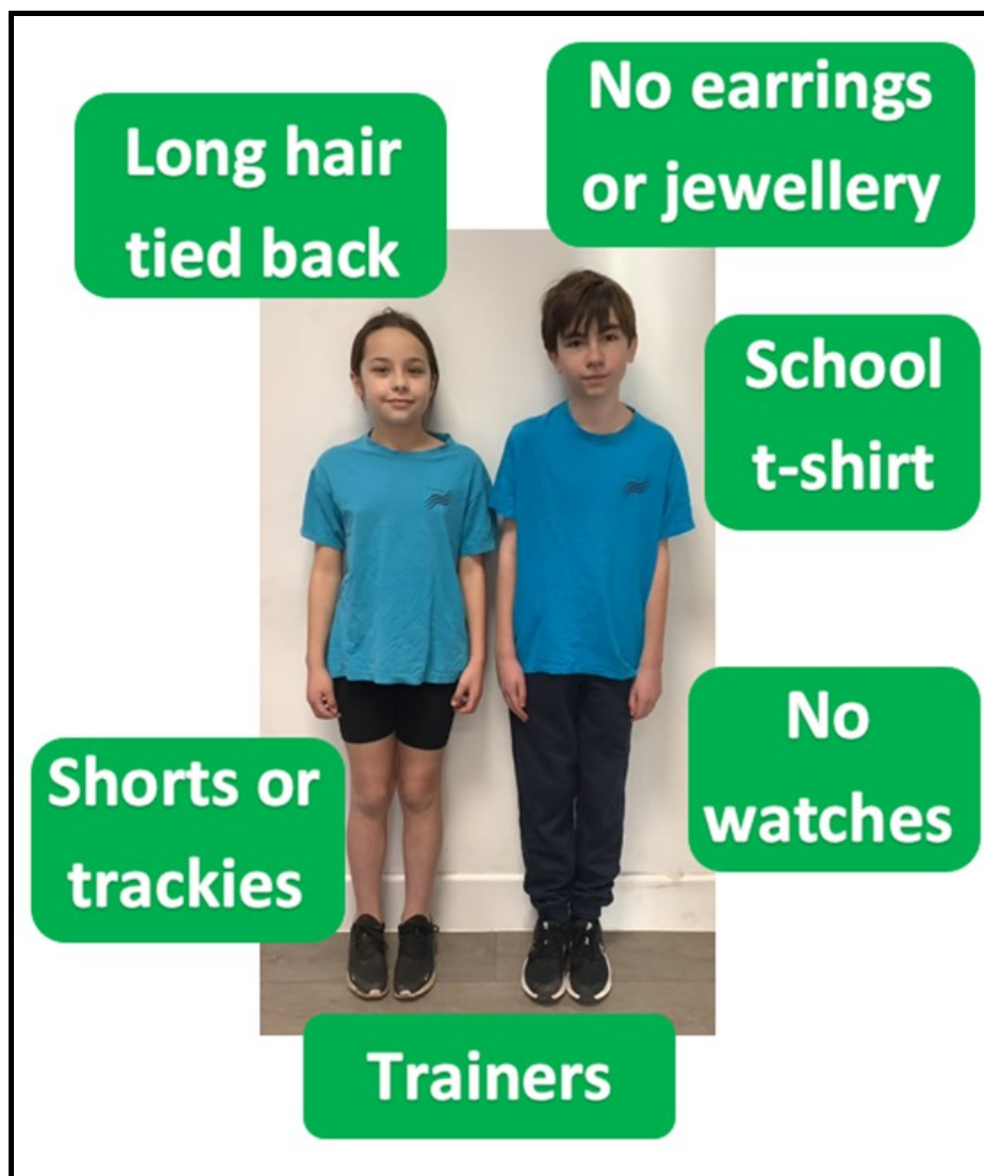 Long hair
tied back
No earrings
or jewellery
School
t-shirt
No
watches
Shorts or
trackies
Trainers